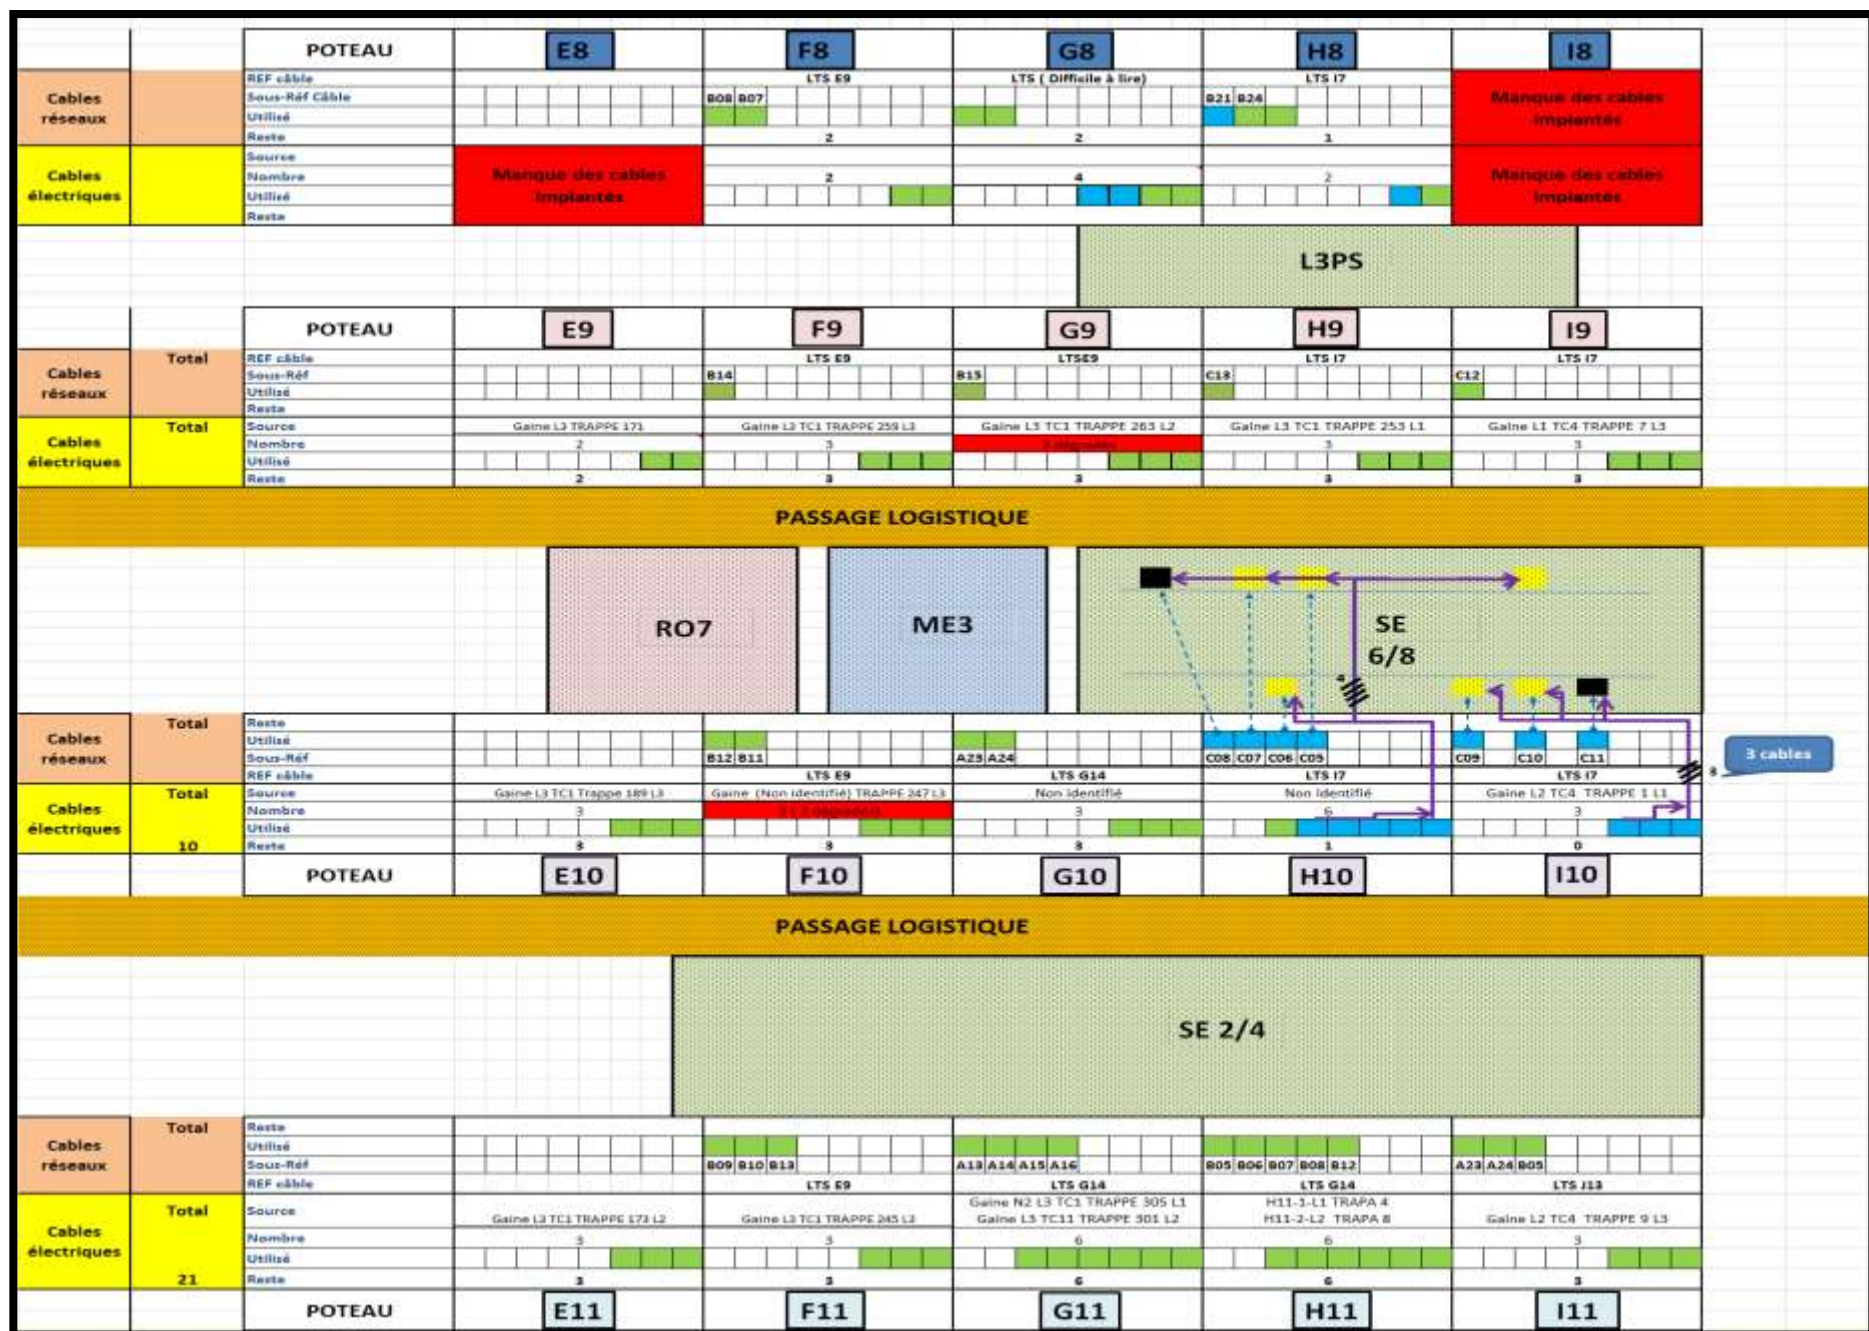 POTEAU E8 F8 G8 H8 I8
REF câble LTS E9 LTS ( Difficile à lire) LTS I7
Cables réseaux
Sous-Réf Câble B08 B07 B21 B24
Manque des cables implantés
Utilisé
Reste 2 2 1
Cables électriques
Source
Manque des cables implantés
Manque des cables implantés
Nombre 2 4 2
Utilisé
Reste
L3PS
POTEAU E9 F9 G9 H9 I9
Cables réseaux
Total
REF câble LTS E9 LTSE9 LTS I7 LTS I7
Sous-Réf B14 B15 C13 C12
Utilisé
Reste
Cables électriques
Total
Source Gaine L3 TRAPPE 171 Gaine L3 TC1 TRAPPE 259 L3 Gaine L3 TC1 TRAPPE 263 L2 Gaine L3 TC1 TRAPPE 253 L1 Gaine L1 TC4 TRAPPE 7 L3
Nombre 2 3 3 3
Utilisé
Reste 2 3 3 3 3
PASSAGE LOGISTIQUE
RO7
ME3
SE
6/8
4
Cables réseaux
Total
Reste
Utilisé
Sous-Réf B12 B11 A23 A24 C08 C07 C06 C05 C09 C10 C11
3 cables
REF câble LTS E9 LTS G14 LTS I7 LTS I7
3
Cables électriques
Total
Source Gaine L3 TC1 Trappe 189 L3 Gaine (Non identifié) TRAPPE 247 L3 Non identifié Non Identifié Gaine L2 TC4 TRAPPE 1 L1
Nombre 3 3 6 3
Utilisé
10 Reste 3 3 3 1 0
POTEAU E10 F10 G10 H10 I10
PASSAGE LOGISTIQUE
SE 2/4
Cables réseaux
Total
Reste
Utilisé
Sous-Réf B09 B10 B13 A13 A14 A15 A16 B05 B06 B07 B08 B12 A23 A24 B05
REF câble LTS E9 LTS G14 LTS G14 LTS J13
Cables électriques
Total
Source Gaine L3 TC1 TRAPPE 173 L2 Gaine L3 TC1 TRAPPE 245 L3 Gaine N2 L3 TC1 TRAPPE 305 L1
Gaine L3 TC11 TRAPPE 301 L2
H11-1-L1 TRAPA 4
H11-2-L2 TRAPA 8
Gaine L2 TC4 TRAPPE 9 L3
Nombre 3 3 6 6 3
Utilisé
21 Reste 3 3 6 6 3
POTEAU E11 F11 G11 H11 I11